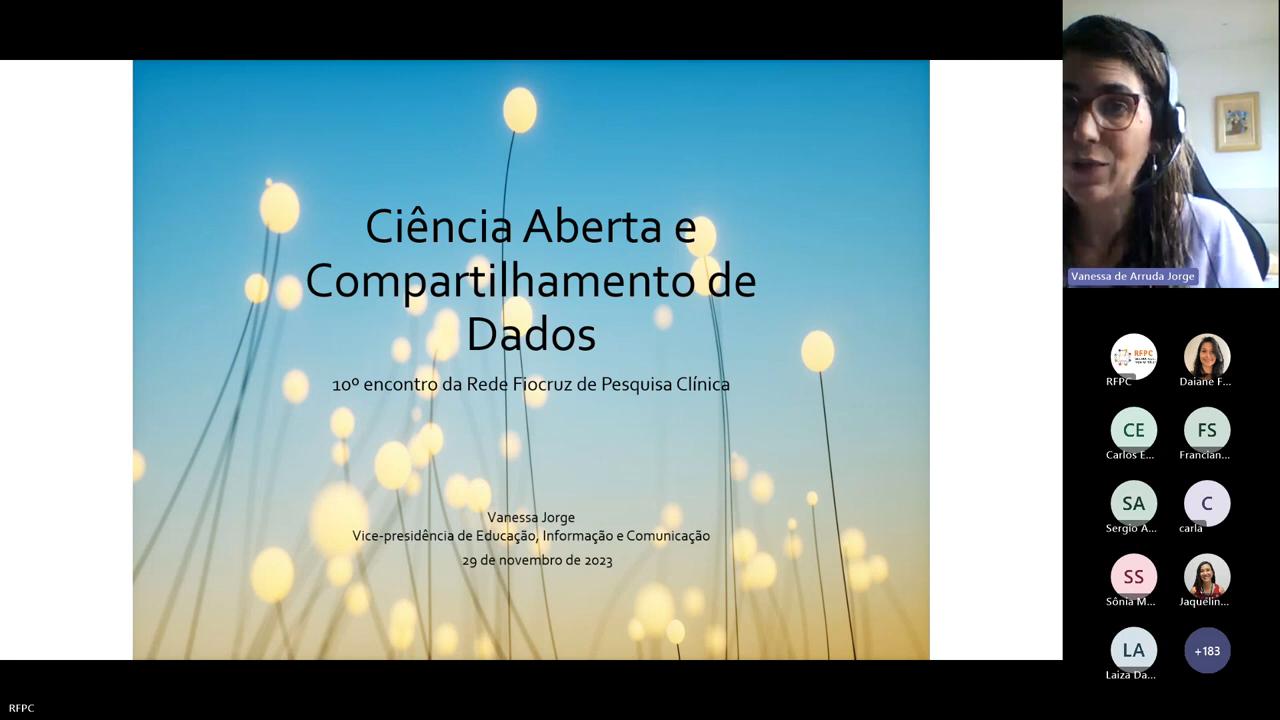 Ciência Aberta e
Compartilhamento de
Dados
10º encontro da Rede Fiocruz de Pesquisa Clínica
Vanessa Jorge
Vice-presidência de Educação, Informação e Comunicação
29 de novembro de 2023
Vanessa de Arruda Jorge
RFPC
RFPC
Daiane F...
CE
Carlos E...
FS
Francian...
SA
Sergio A...
C
carla
SS
Sônia M...
Jaquelin...
LA
Laiza Da...
+183
RFPC